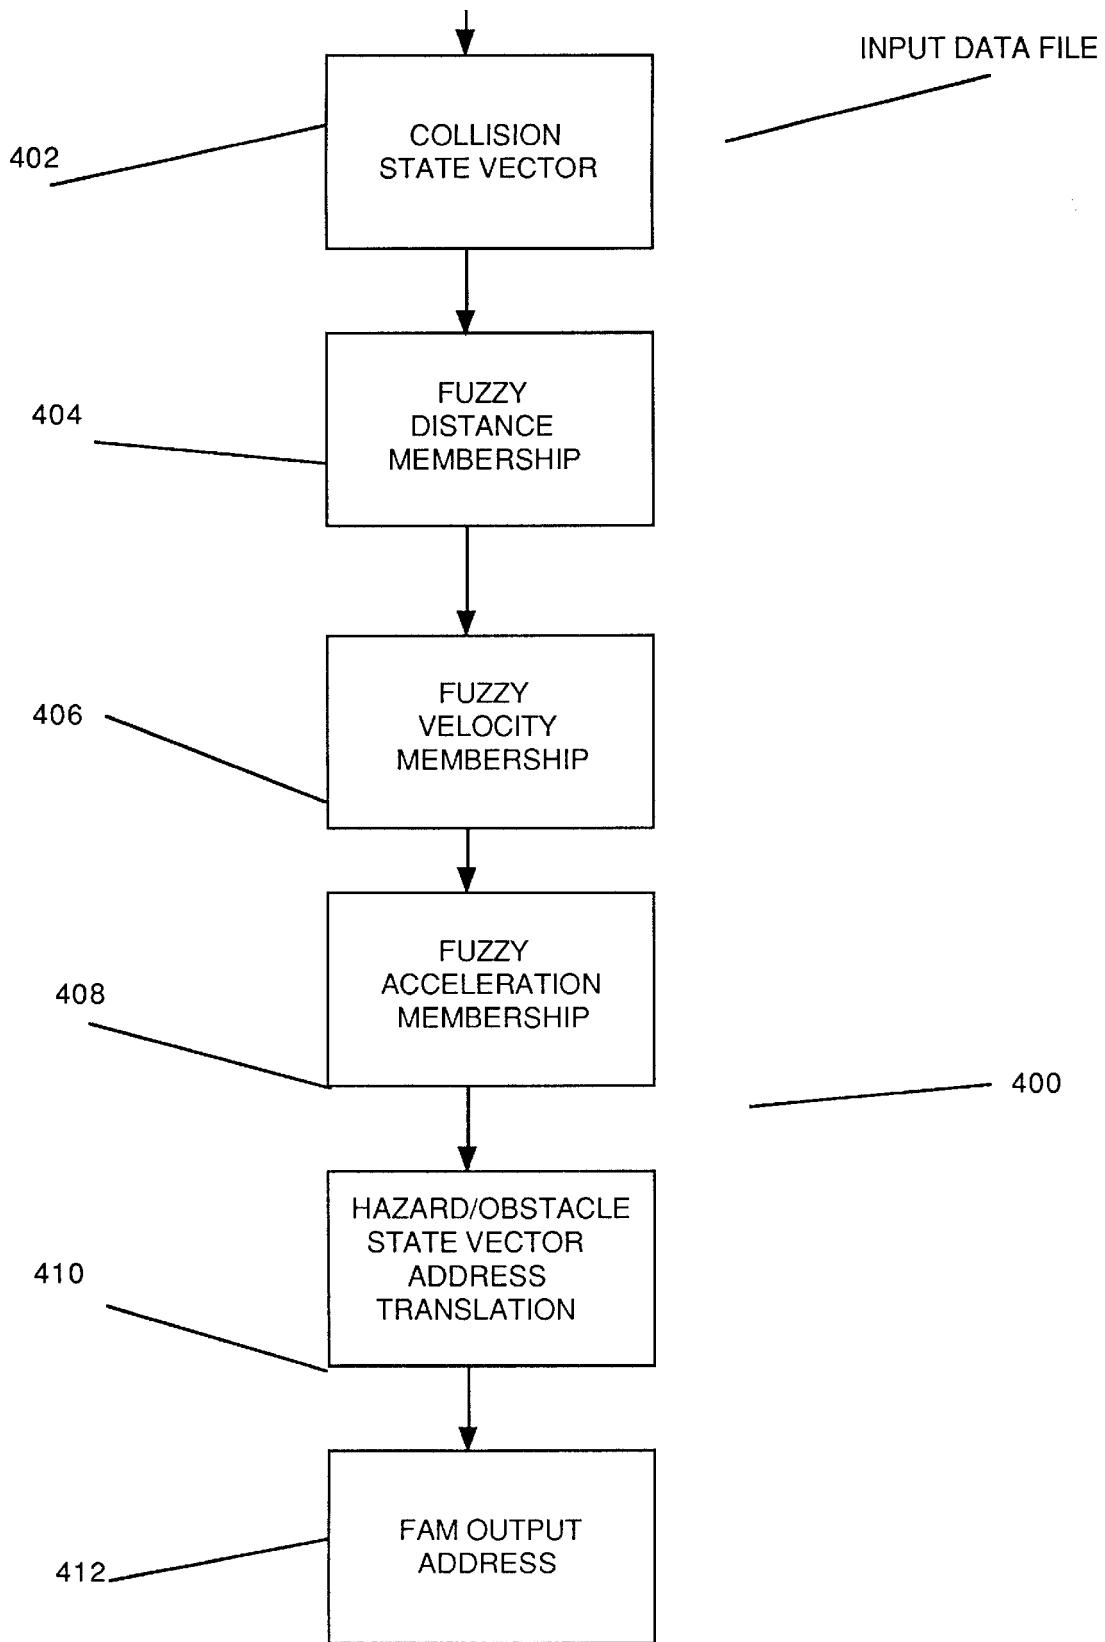 INPUT DATA FILE
COLLISION
STATE VECTOR
402
FUZZY
DISTANCE
MEMBERSHIP
404
FUZZY
VELOCITY
MEMBERSHIP
406
FUZZY
ACCELERATION
MEMBERSHIP
408
400
HAZARD/OBSTACLE
STATE VECTOR
ADDRESS
TRANSLATION
410
FAM OUTPUT
ADDRESS
412